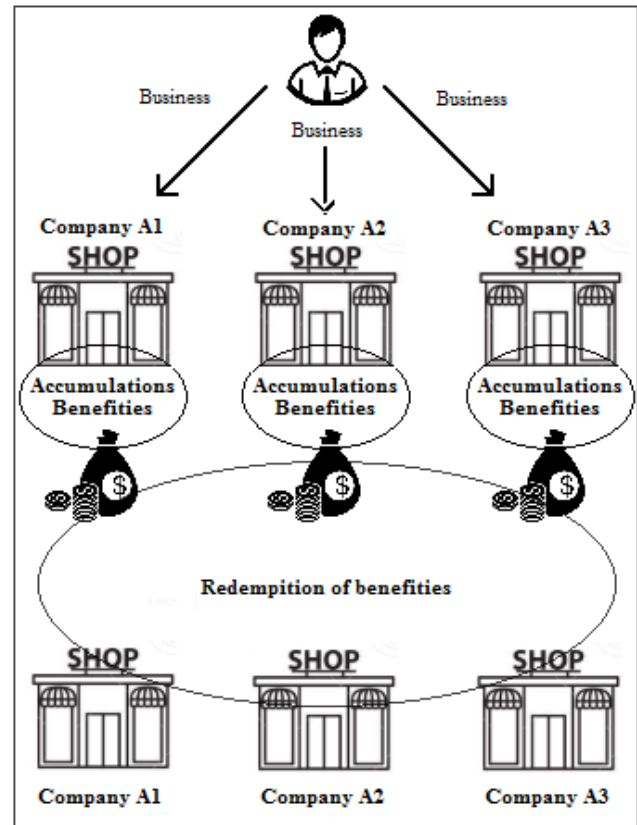 Business
Business
Business
Company A1
Company A2
Company A3
SHOP
SHOP
SHOP
Accumulations
Benefities
Accumulations
Benefities
Accumulations
Benefities
$
$
$
Redempition of benefities
SHOP
SHOP
SHOP
Company A1
Company A2
Company A3